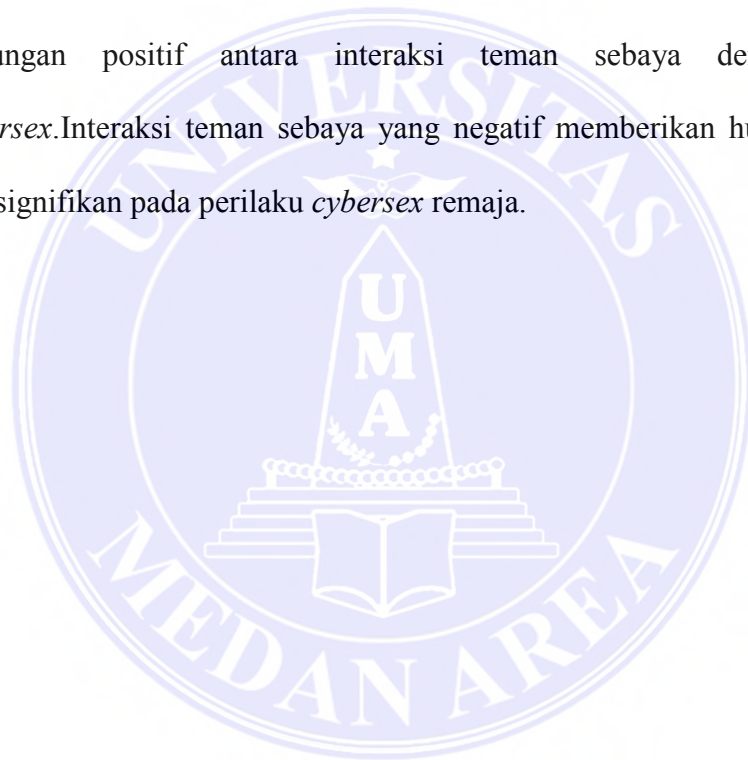 ungan positif antara interaksi teman sebaya de
rsex.Interaksi teman sebaya yang negatif memberikan hu
signifikan pada perilaku cybersex remaja.
UNIVERSITAS
U
M
A
MEDAN AREA